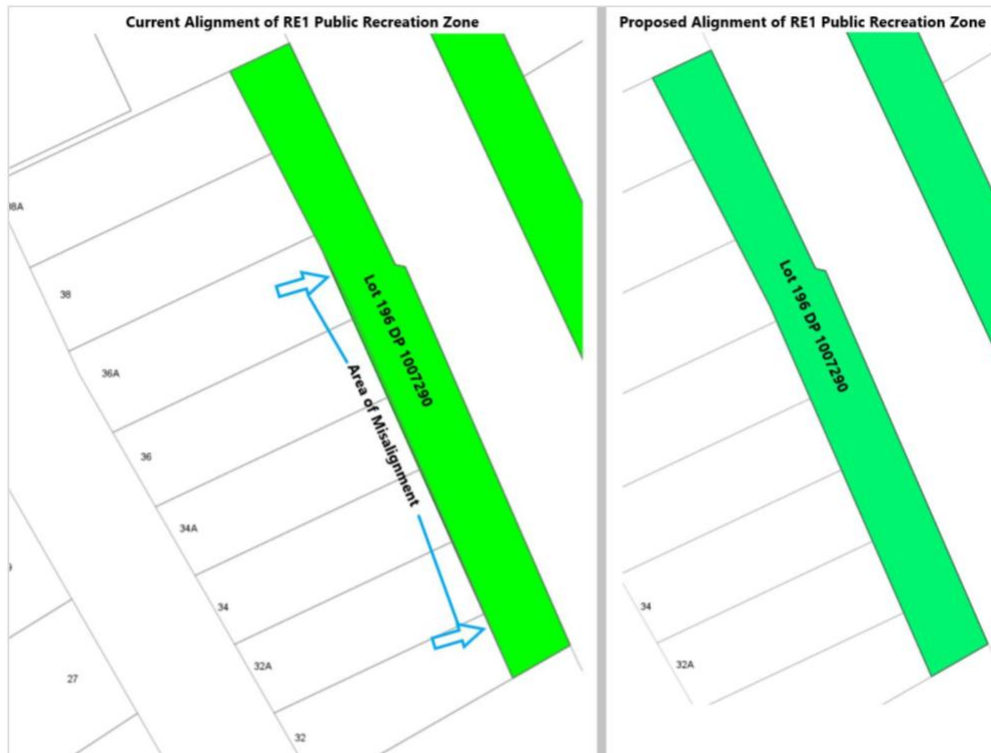 Current Alignment of RE1 Public Recreation Zone
Proposed Alignment of RE1 Public Recreation Zone
38
36A
36
34A
34
32A
32
27
Lot 196 DP 1007290
Area of Misalignment
Lot 196 DP 1007290
34
32A